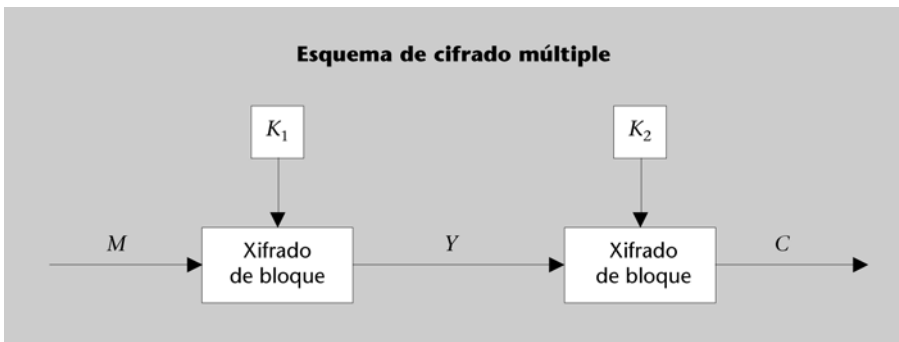 Esquema de cifrado múltiple
K₁
K₂
M
Xifrado
de bloque
Y
Xifrado
de bloque
C